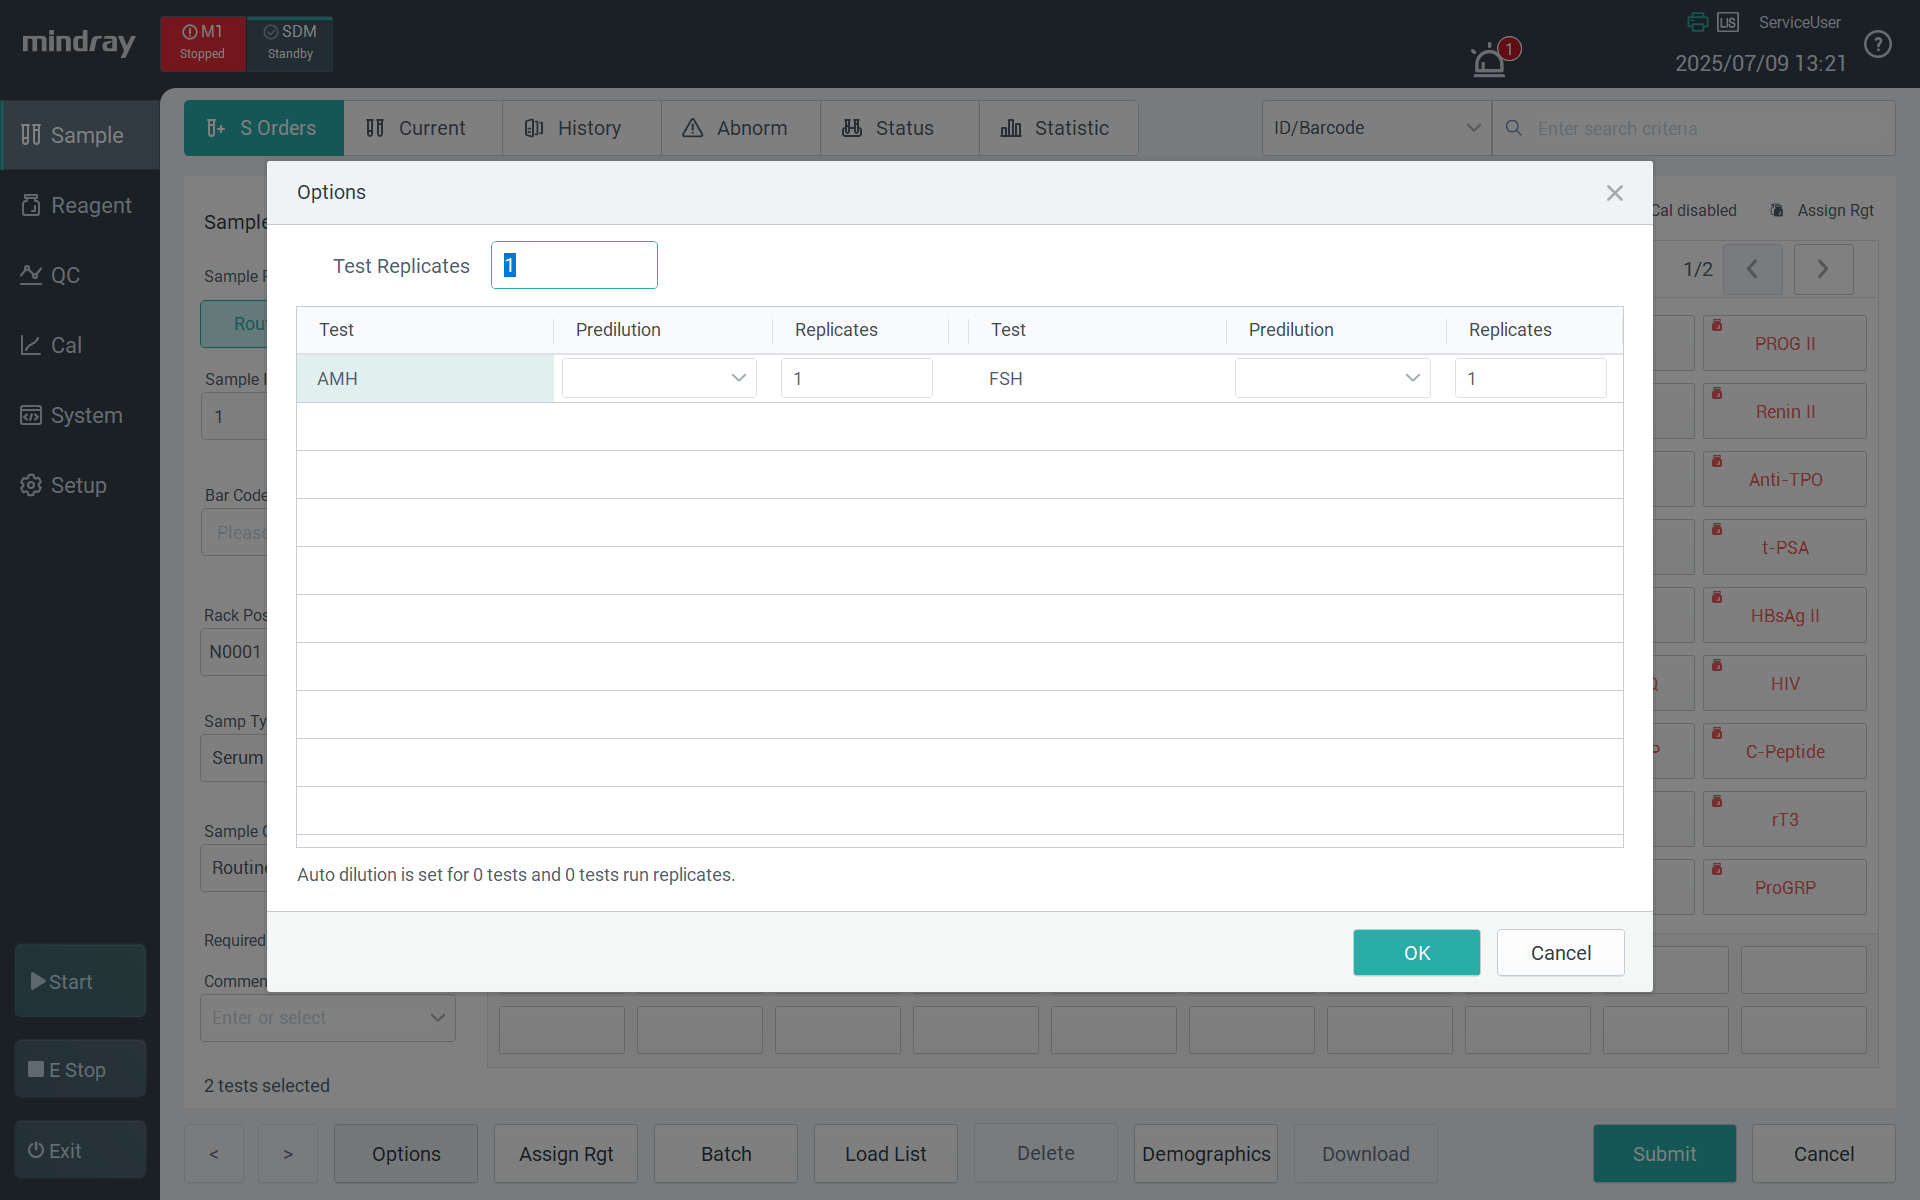 mindray
M1
Stopped
SDM
Standby
1
LIS
ServiceUser
2025/07/09 13:21
?
Sample
Reagent
QC
Cal
System
Setup
Start
E Stop
Exit
S Orders
Current
History
Abnorm
Status
Statistic
ID/Barcode
Enter search criteria
Options
Test Replicates
1
Test
Predilution
Replicates
Test
Predilution
Replicates
AMH
1
FSH
1
Auto dilution is set for 0 tests and 0 tests run replicates.
OK
Cancel
Sample
1
Bar Code
Please
Rack Pos
N0001
Samp Ty
Serum
Sample
Required
Enter or select
2 tests selected
Cal disabled
Assign Rgt
1/2
PROG II
Renin II
Anti-TPO
t-PSA
HBsAg II
HIV
C-Peptide
rT3
ProGRP
<
>
Options
Assign Rgt
Batch
Load List
Delete
Demographics
Download
Submit
Cancel